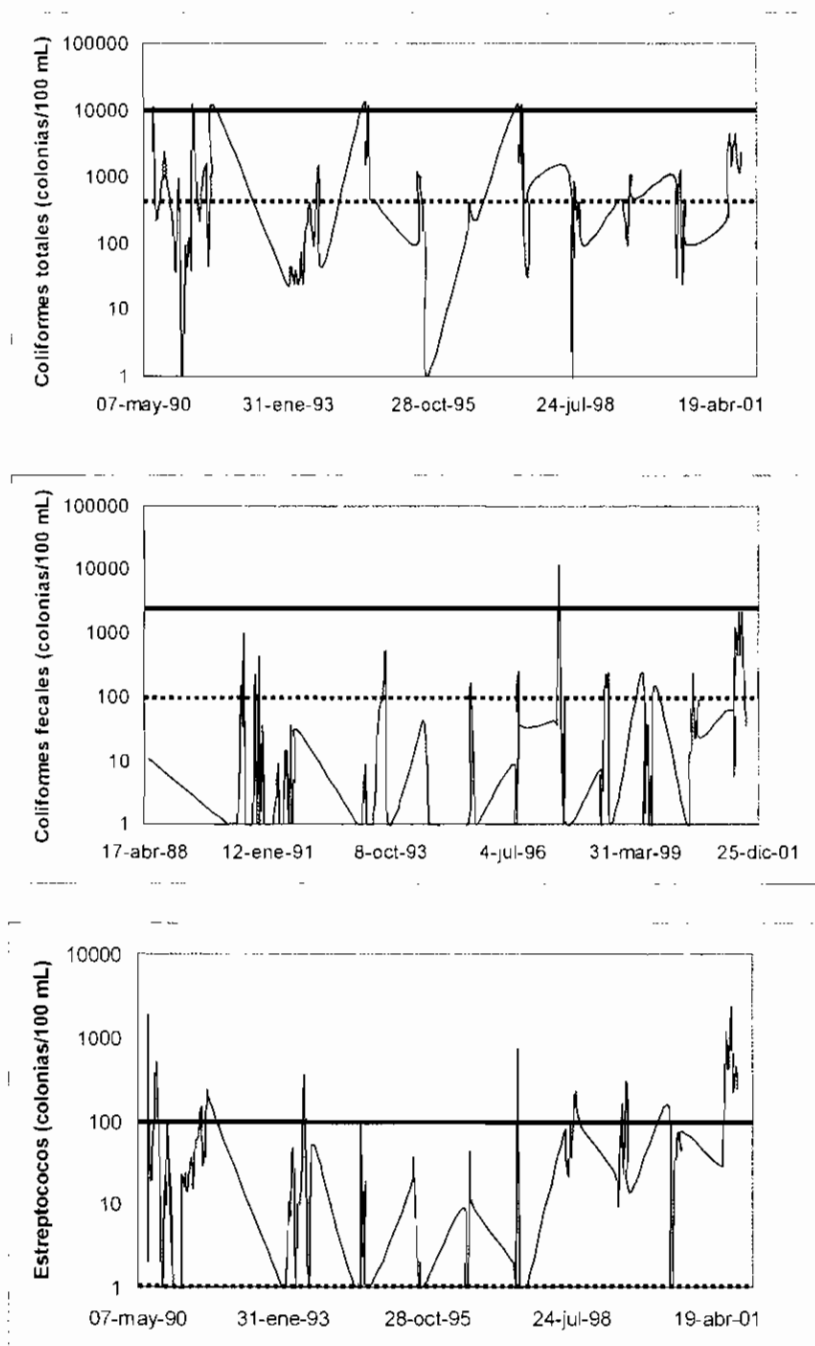 Coliformes totales (colonias/100 mL)
100000
10000
1000
100
10
1
07-may-90 31-ene-93 28-oct-95 24-jul-98 19-abr-01
Coliformes fecales (colonias/100 mL)
100000
10000
1000
100
10
1
17-abr-88 12-ene-91 8-oct-93 4-jul-96 31-mar-99 25-dic-01
Estreptococos (colonias/100 mL)
10000
1000
100
10
1
07-may-90 31-ene-93 28-oct-95 24-jul-98 19-abr-01